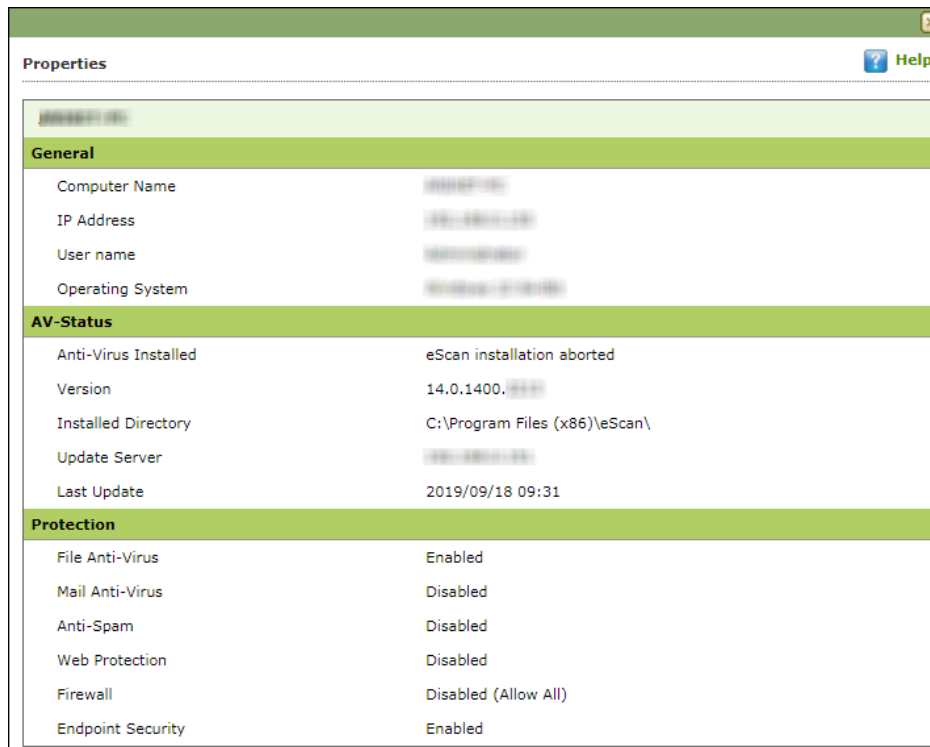 Properties
Help
General
Computer Name
IP Address
User name
Operating System
AV-Status
Anti-Virus Installed eScan installation aborted
Version 14.0.1400.
Installed Directory C:\Program Files (x86)\eScan\
Update Server
Last Update 2019/09/18 09:31
Protection
File Anti-Virus Enabled
Mail Anti-Virus Disabled
Anti-Spam Disabled
Web Protection Disabled
Firewall Disabled (Allow All)
Endpoint Security Enabled